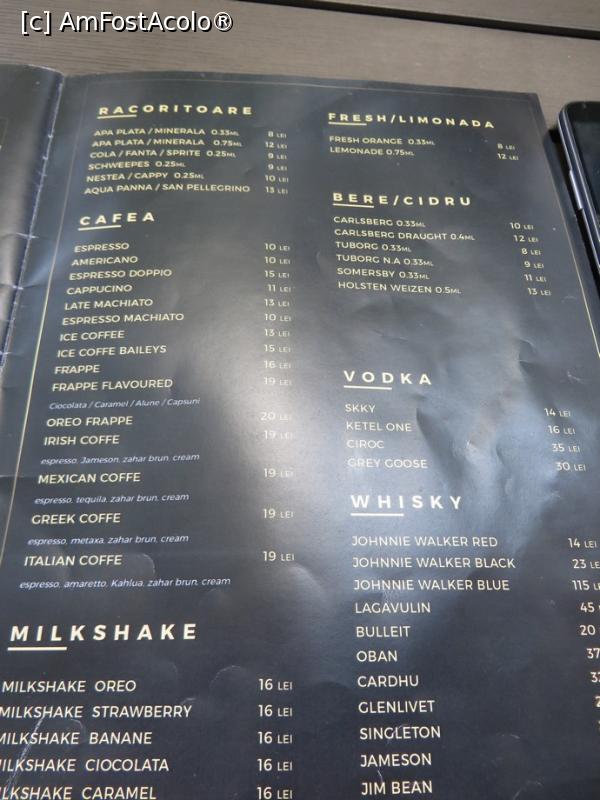 [c] AmFostAcolo®
RACORITOARE
APA PLATA / MINERALA 0.33ML 8 LEI
APA PLATA / MINERALA 0.75ML 12 LEI
COLA / FANTA / SPRITE 0.25ML 9 LEI
SCHWEEPES 0.25ML 9 LEI
NESTEA / CAPPY 0.25ML 10 LEI
AQUA PANNA / SAN PELLEGRINO 13 LEI
CAFEA
ESPRESSO 10 LEI
AMERICANO 10 LEI
ESPRESSO DOPPIO 15 LEI
CAPPUCINO 11 LEI
LATE MACHIATO 13 LEI
ESPRESSO MACHIATO 10 LEI
ICE COFFEE 13 LEI
ICE COFFE BAILEYS 15 LEI
FRAPPE 16 LEI
FRAPPE FLAVOURED 19 LEI
Ciocolata / Caramel / Alune / Capsuni
OREO FRAPPE 20 LEI
IRISH COFFE 19 LEI
espresso, Jameson, zahar brun, cream
MEXICAN COFFE 19 LEI
espresso, tequila, zahar brun, cream
GREEK COFFE 19 LEI
espresso, metaxa, zahar brun, cream
ITALIAN COFFE 19 LEI
espresso, amaretto, Kahlua, zahar brun, cream
MILKSHAKE
MILKSHAKE OREO 16 LEI
MILKSHAKE STRAWBERRY 16 LEI
MILKSHAKE BANANE 16 LEI
MILKSHAKE CIOCOLATA 16 LEI
MILKSHAKE CARAMEL 16 LEI
FRESH/LIMONADA
FRESH ORANGE 0.33ML 8 LEI
LEMONADE 0.75ML 12 LEI
BERE/CIDRU
CARLSBERG 0.33ML 10 LEI
CARLSBERG DRAUGHT 0.4ML 12 LEI
TUBORG 0.33ML 8 LEI
TUBORG N.A 0.33ML 9 LEI
SOMERSBY 0.33ML 11 LEI
HOLSTEN WEIZEN 0.5ML 13 LEI
VODKA
SKKY 14 LEI
KETEL ONE 16 LEI
CIROC 35 LEI
GREY GOOSE 30 LEI
WHISKY
JOHNNIE WALKER RED 14 LEI
JOHNNIE WALKER BLACK 23 LE
JOHNNIE WALKER BLUE 115
LAGAVULIN 45
BULLEIT 20
OBAN 37
CARDHU
GLENLIVET
SINGLETON
JAMESON
JIM BEAN